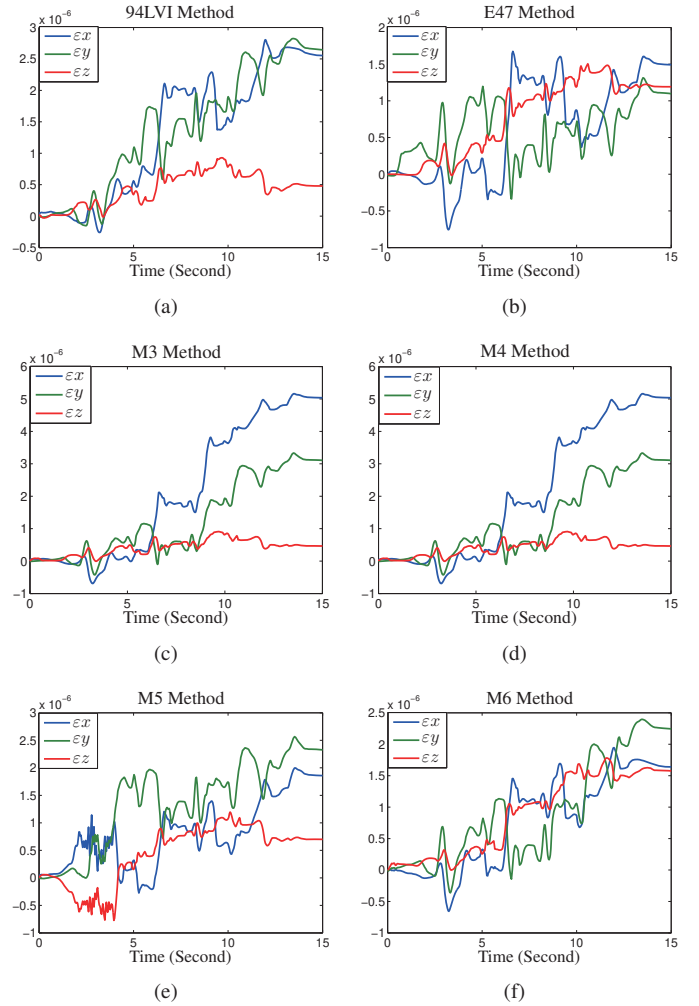 94LVI Method
x 10⁻⁶
εx
εy
εz
3
2.5
2
1.5
1
0.5
0
−0.5
0 5 10 15
Time (Second)
(a)
E47 Method
x 10⁻⁶
εx
εy
εz
2
1.5
1
0.5
0
−0.5
−1
0 5 10 15
Time (Second)
(b)
M3 Method
x 10⁻⁶
εx
εy
εz
6
5
4
3
2
1
0
−1
0 5 10 15
Time (Second)
(c)
M4 Method
x 10⁻⁶
εx
εy
εz
6
5
4
3
2
1
0
−1
0 5 10 15
Time (Second)
(d)
M5 Method
x 10⁻⁶
εx
εy
εz
3
2.5
2
1.5
1
0.5
0
−0.5
−1
0 5 10 15
Time (Second)
(e)
M6 Method
x 10⁻⁶
εx
εy
εz
2.5
2
1.5
1
0.5
0
−0.5
−1
0 5 10 15
Time (Second)
(f)